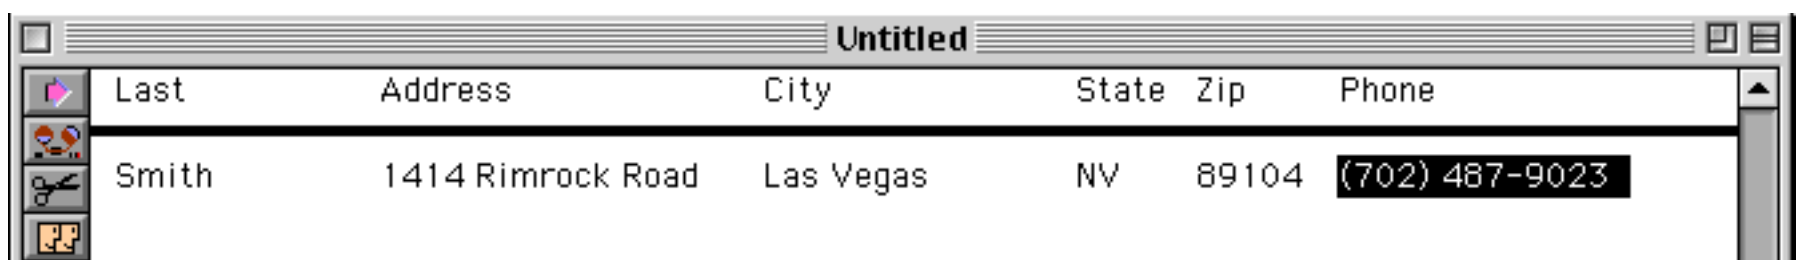 Untitled
Last Address City State Zip Phone
Smith 1414 Rimrock Road Las Vegas NV 89104 (702) 487-9023